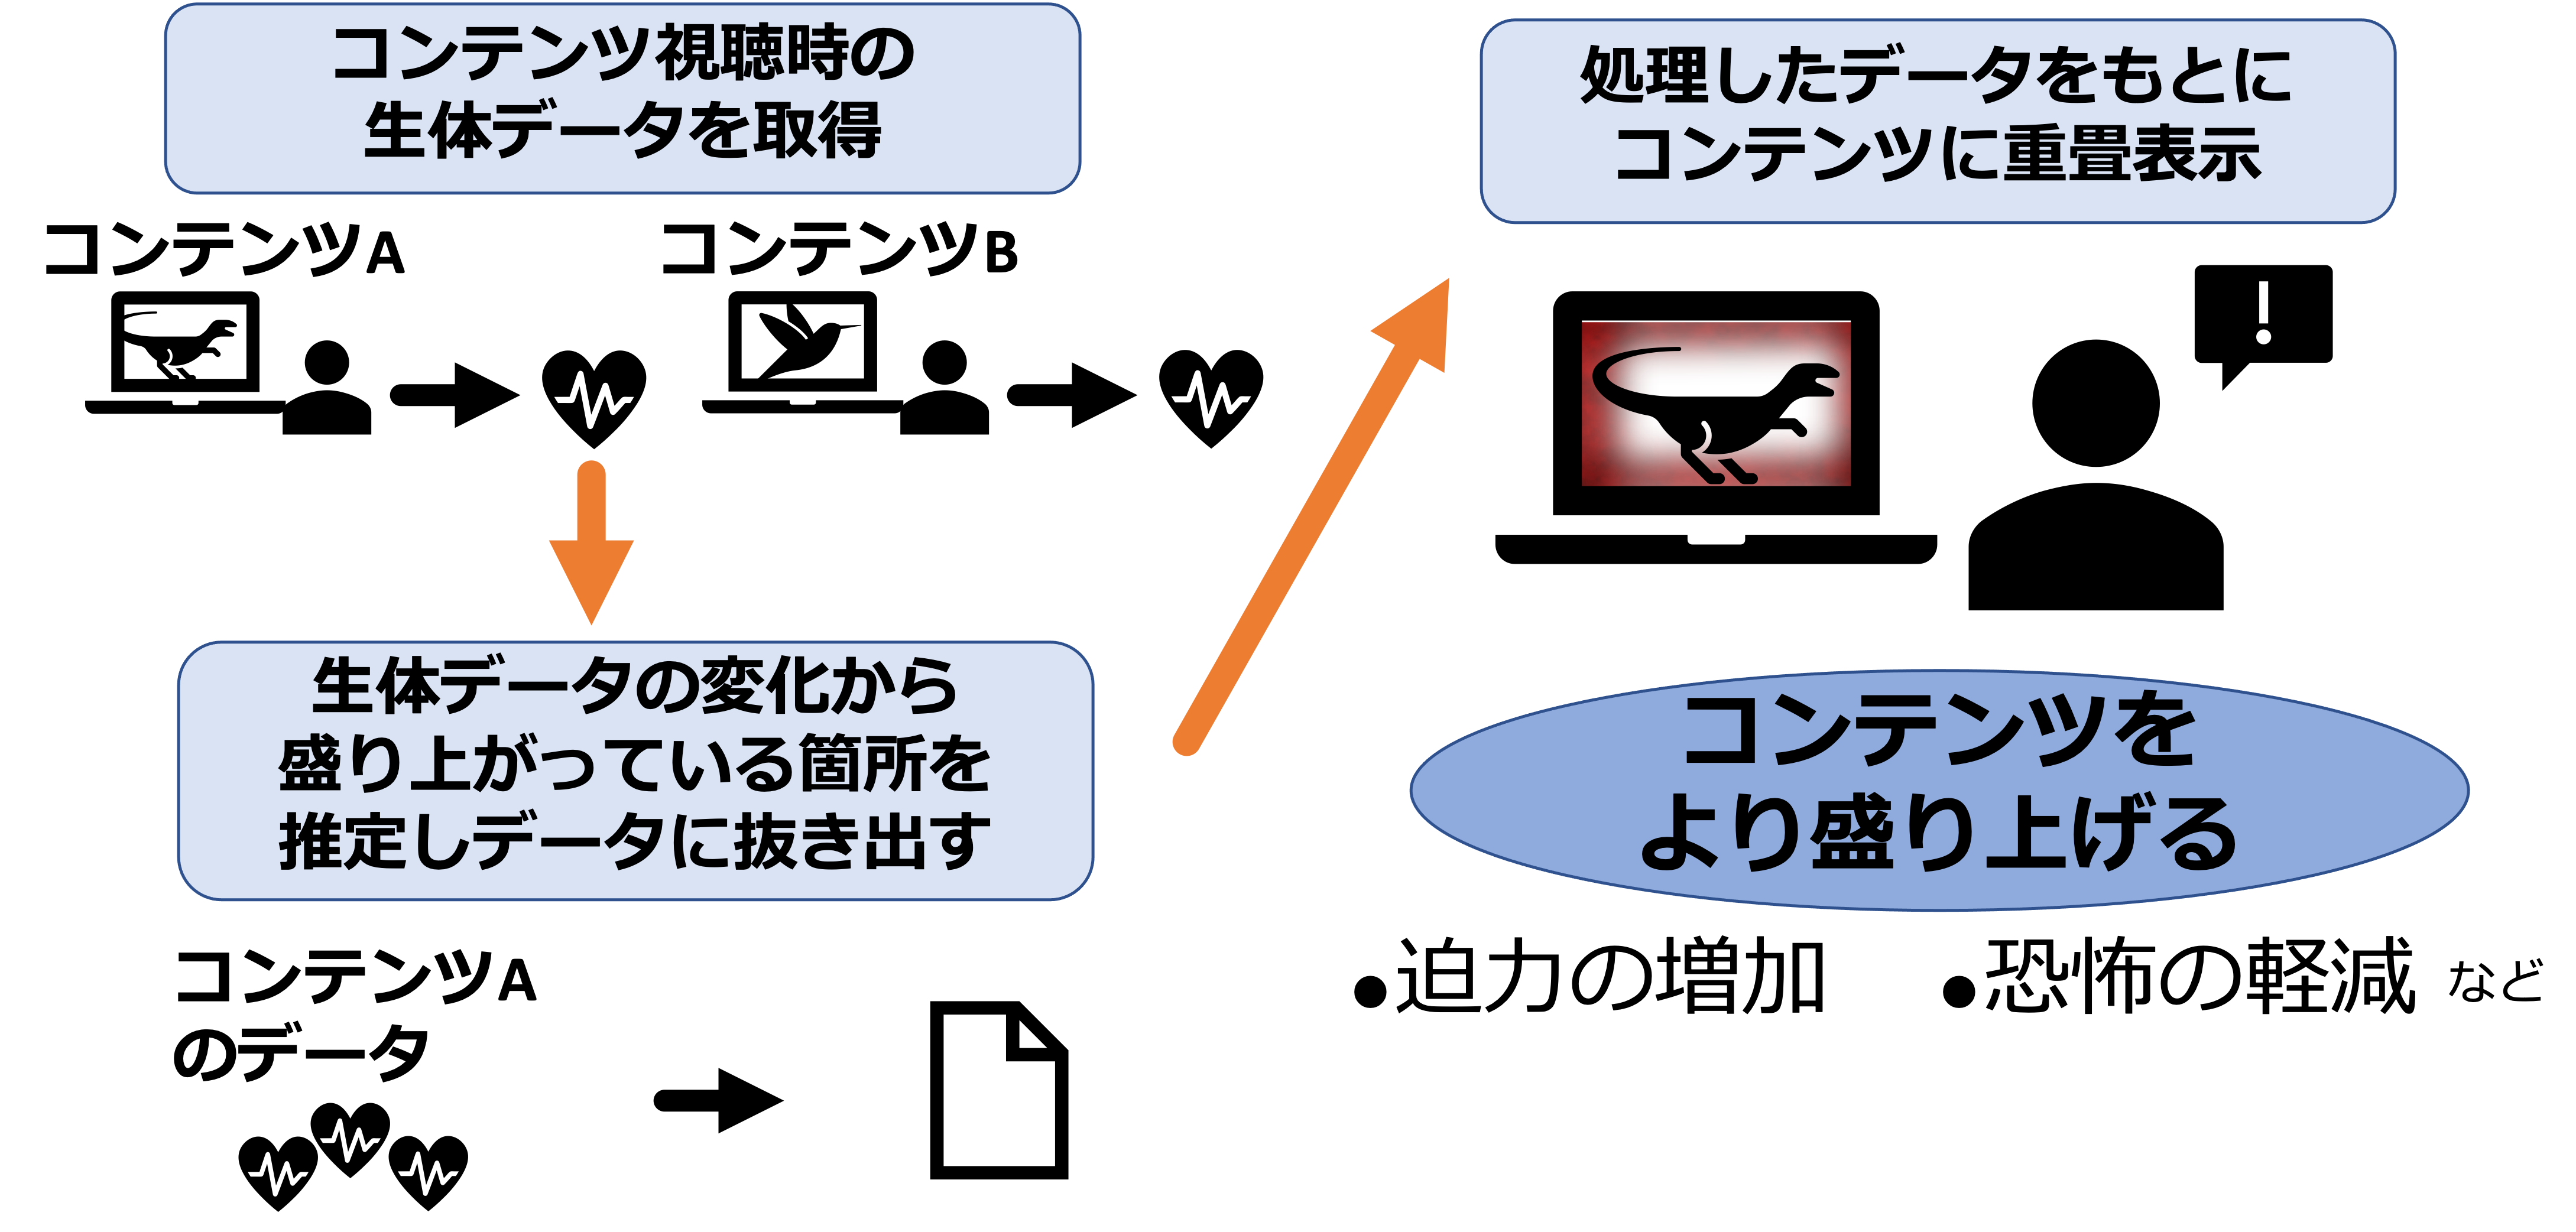 コンテンツ視聴時の
生体データを取得
コンテンツA
コンテンツB
生体データの変化から
盛り上がっている箇所を
推定しデータに抜き出す
コンテンツA
のデータ
処理したデータをもとに
コンテンツに重畳表示
!
コンテンツを
より盛り上げる
•迫力の増加 •恐怖の軽減 など